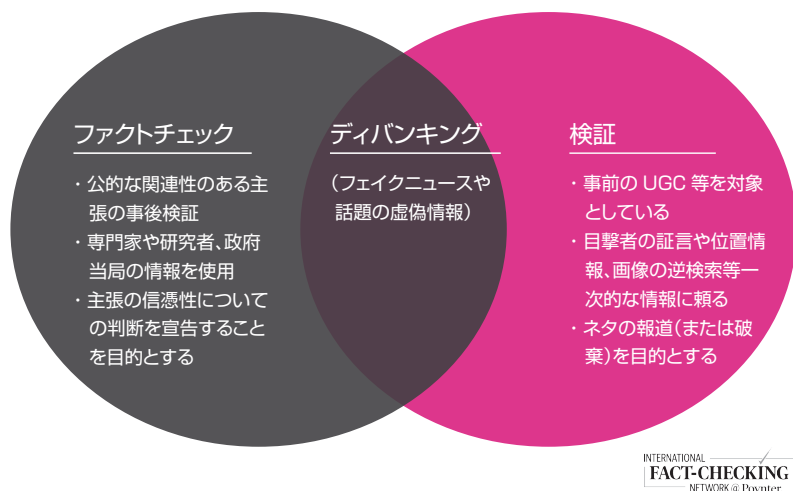 ファクトチェック
・公的な関連性のある主
張の事後検証
・専門家や研究者、政府
当局の情報を使用
・主張の信憑性について
の判断を宣告すること
を目的とする
ディバンキング
(フェイクニュースや
話題の虚偽情報)
検証
・事前の UGC 等を対象
としている
・目撃者の証言や位置情
報、画像の逆検索等一
次的な情報に頼る
・ネタの報道(または破
棄)を目的とする
INTERNATIONAL
FACT-CHECKING
NETWORK @ Poynter